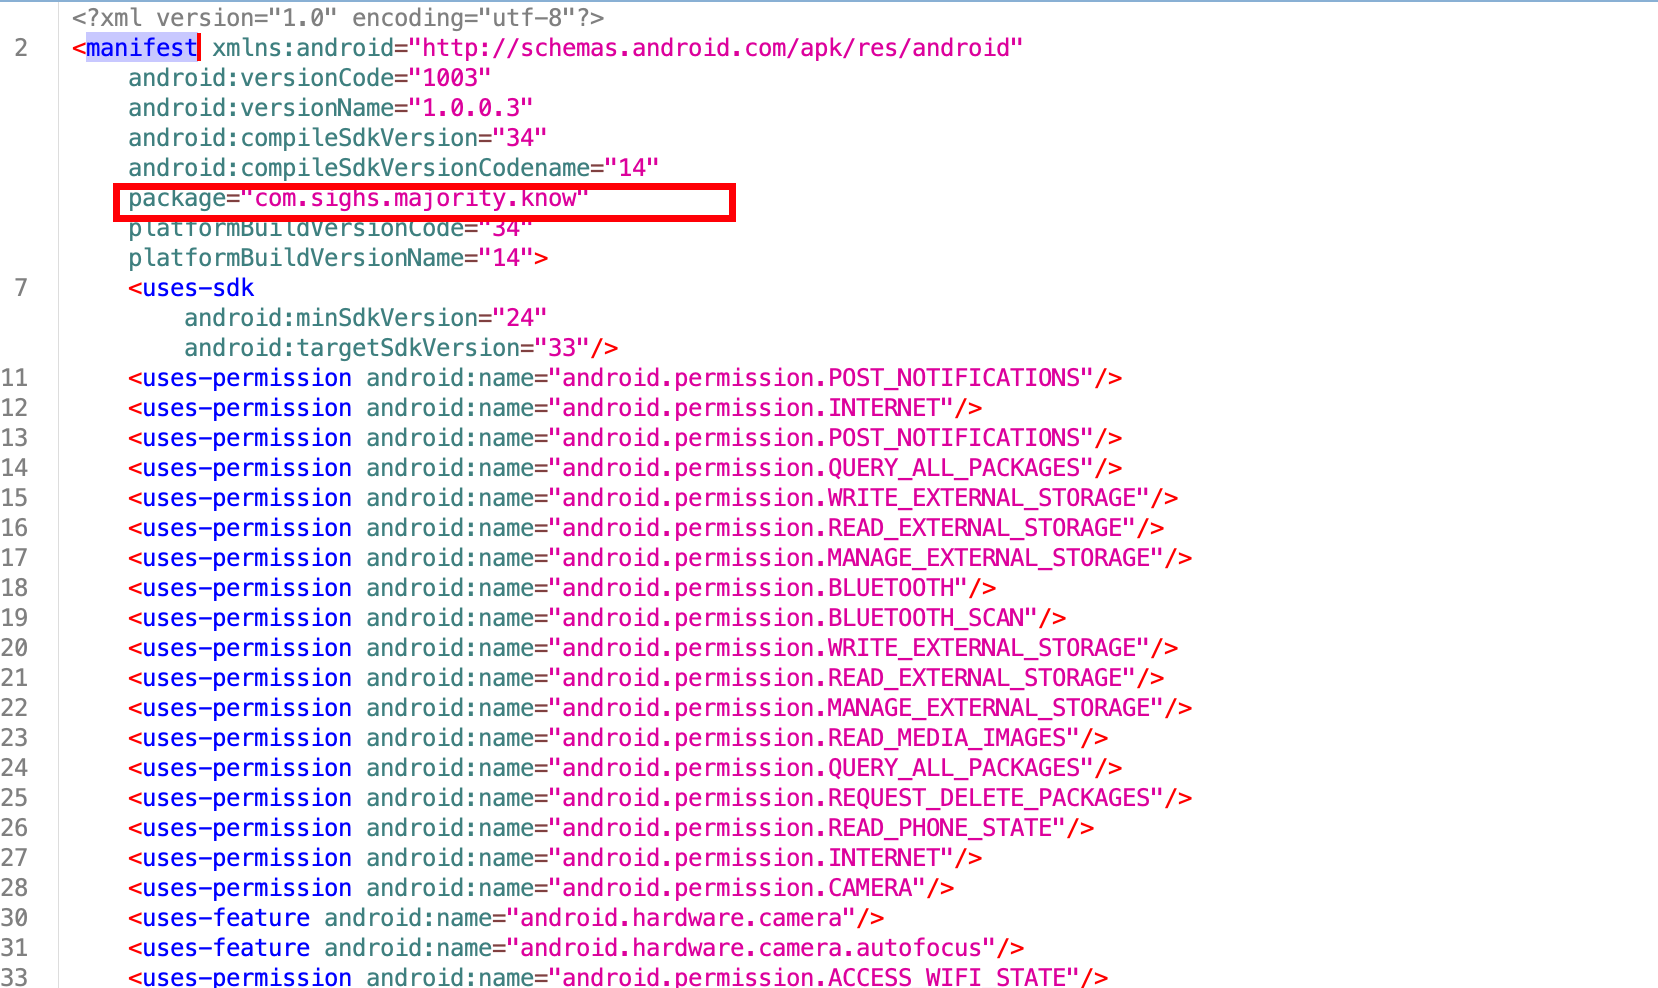 <?xml version="1.0" encoding="utf-8"?>
2 <manifest xmlns:android="http://schemas.android.com/apk/res/android"
android:versionCode="1003"
android:versionName="1.0.0.3"
android:compileSdkVersion="34"
android:compileSdkVersionCodename="14"
package="com.sighs.majority.know"
platformBuildVersionCode="34"
platformBuildVersionName="14">
7 <uses-sdk
android:minSdkVersion="24"
android:targetSdkVersion="33"/>
11 <uses-permission android:name="android.permission.POST_NOTIFICATIONS"/>
12 <uses-permission android:name="android.permission.INTERNET"/>
13 <uses-permission android:name="android.permission.POST_NOTIFICATIONS"/>
14 <uses-permission android:name="android.permission.QUERY_ALL_PACKAGES"/>
15 <uses-permission android:name="android.permission.WRITE_EXTERNAL_STORAGE"/>
16 <uses-permission android:name="android.permission.READ_EXTERNAL_STORAGE"/>
17 <uses-permission android:name="android.permission.MANAGE_EXTERNAL_STORAGE"/>
18 <uses-permission android:name="android.permission.BLUETOOTH"/>
19 <uses-permission android:name="android.permission.BLUETOOTH_SCAN"/>
20 <uses-permission android:name="android.permission.WRITE_EXTERNAL_STORAGE"/>
21 <uses-permission android:name="android.permission.READ_EXTERNAL_STORAGE"/>
22 <uses-permission android:name="android.permission.MANAGE_EXTERNAL_STORAGE"/>
23 <uses-permission android:name="android.permission.READ_MEDIA_IMAGES"/>
24 <uses-permission android:name="android.permission.QUERY_ALL_PACKAGES"/>
25 <uses-permission android:name="android.permission.REQUEST_DELETE_PACKAGES"/>
26 <uses-permission android:name="android.permission.READ_PHONE_STATE"/>
27 <uses-permission android:name="android.permission.INTERNET"/>
28 <uses-permission android:name="android.permission.CAMERA"/>
30 <uses-feature android:name="android.hardware.camera"/>
31 <uses-feature android:name="android.hardware.camera.autofocus"/>
33 <uses-permission android:name="android.permission.ACCESS_WIFI_STATE"/>